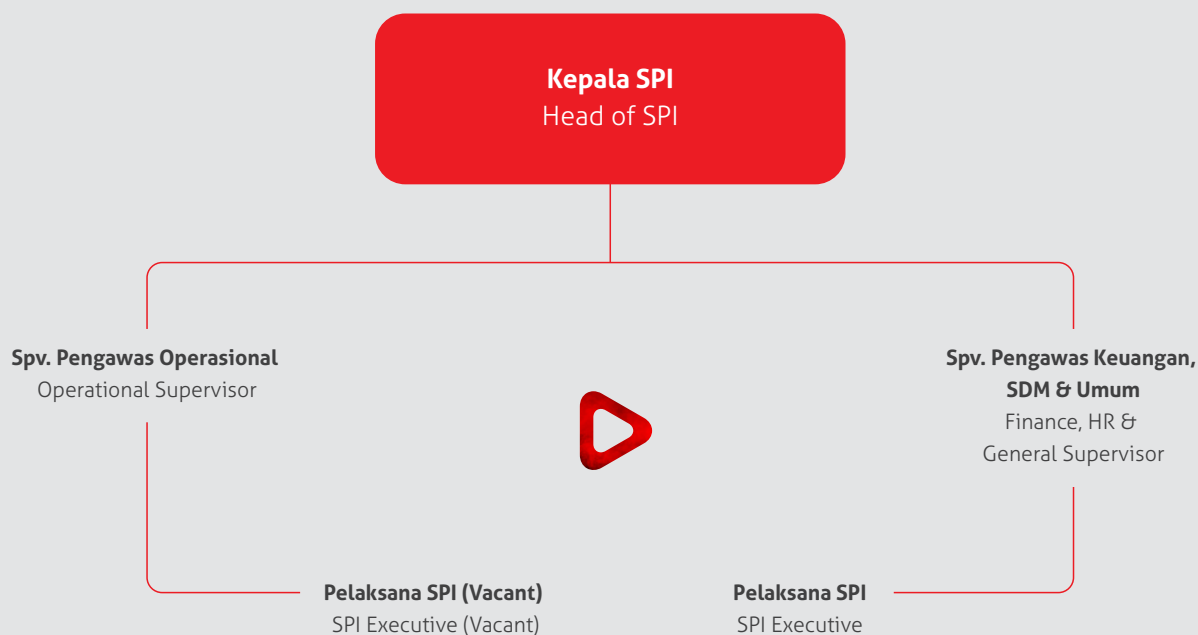 Kepala SPI
Head of SPI
Spv. Pengawas Operasional
Operational Supervisor
Spv. Pengawas Keuangan,
SDM & Umum
Finance, HR &
General Supervisor
Pelaksana SPI (Vacant)
SPI Executive (Vacant)
Pelaksana SPI
SPI Executive